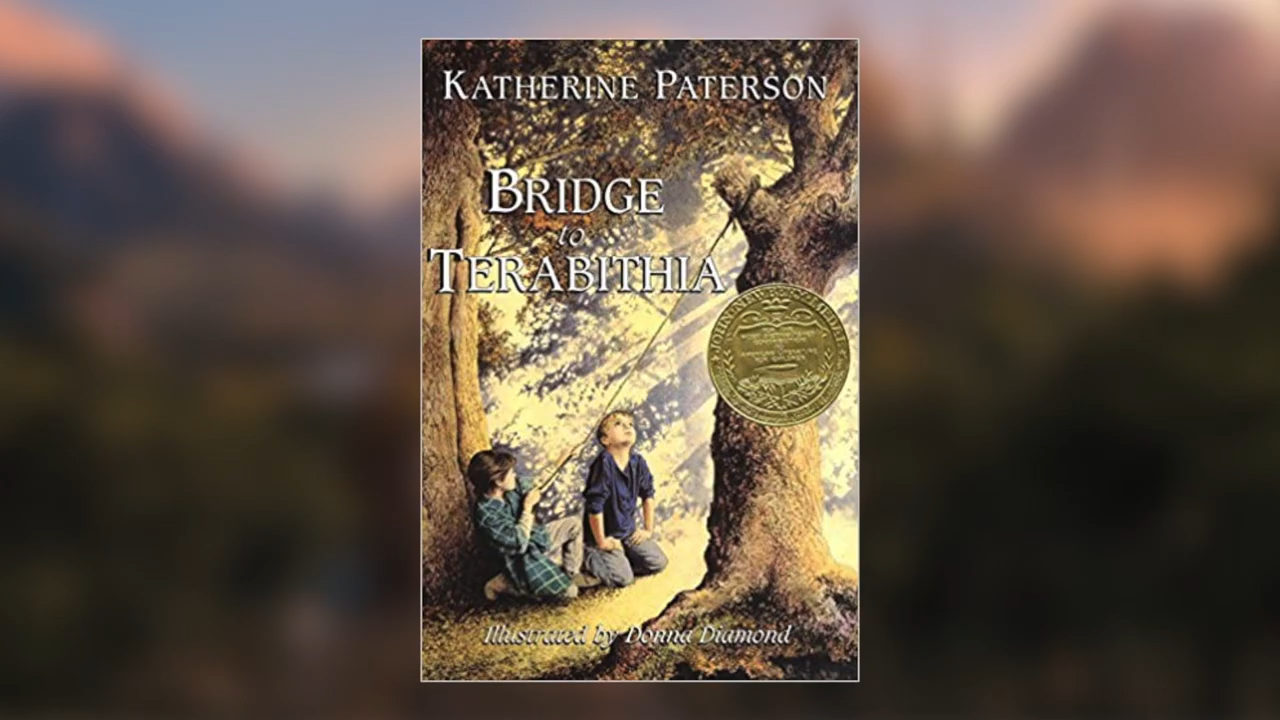 KATHERINE PATERSON
BRIDGE
to
TERABITHIA
Illustrated by Donna Diamond